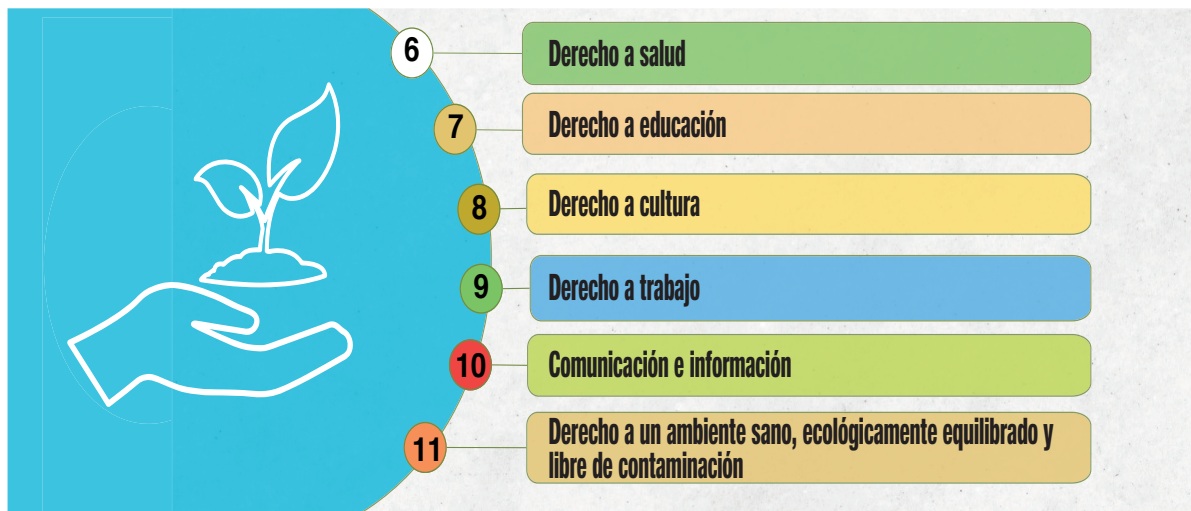 6 Derecho a salud
7 Derecho a educación
8 Derecho a cultura
9 Derecho a trabajo
10 Comunicación e información
11 Derecho a un ambiente sano, ecológicamente equilibrado y
libre de contaminación